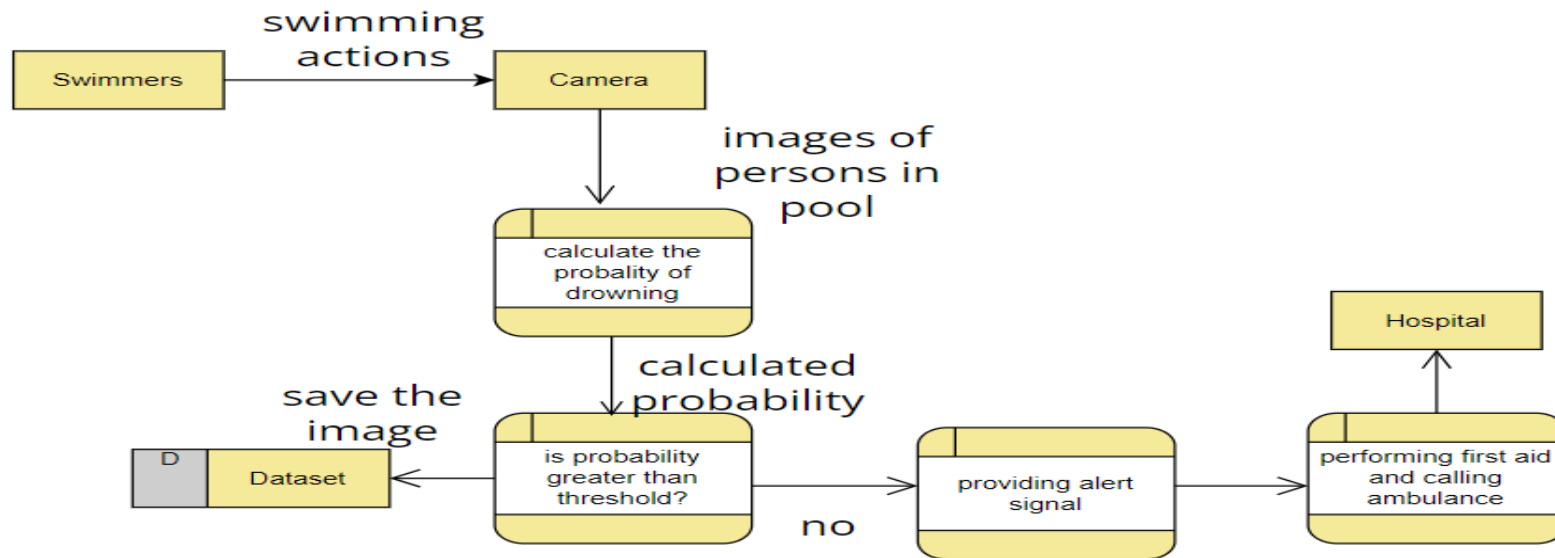 swimming
actions
Swimmers
Camera
images of
persons in
pool
calculate the
probality of
drowning
Hospital
calculated
probability
save the
image
D
Dataset
is probability
greater than
threshold?
no
providing alert
signal
performing first aid
and calling
ambulance